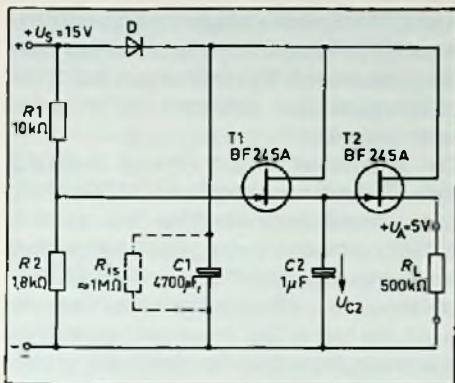 +U_S = 15V
D
+
R1
10kΩ
T1
BF245A
T2
BF245A
+U_A=5V
R2
1,8kΩ
R_is
≈1MΩ
C1
4700µF
C2
1µF
U_C2
R_L
500kΩ
-